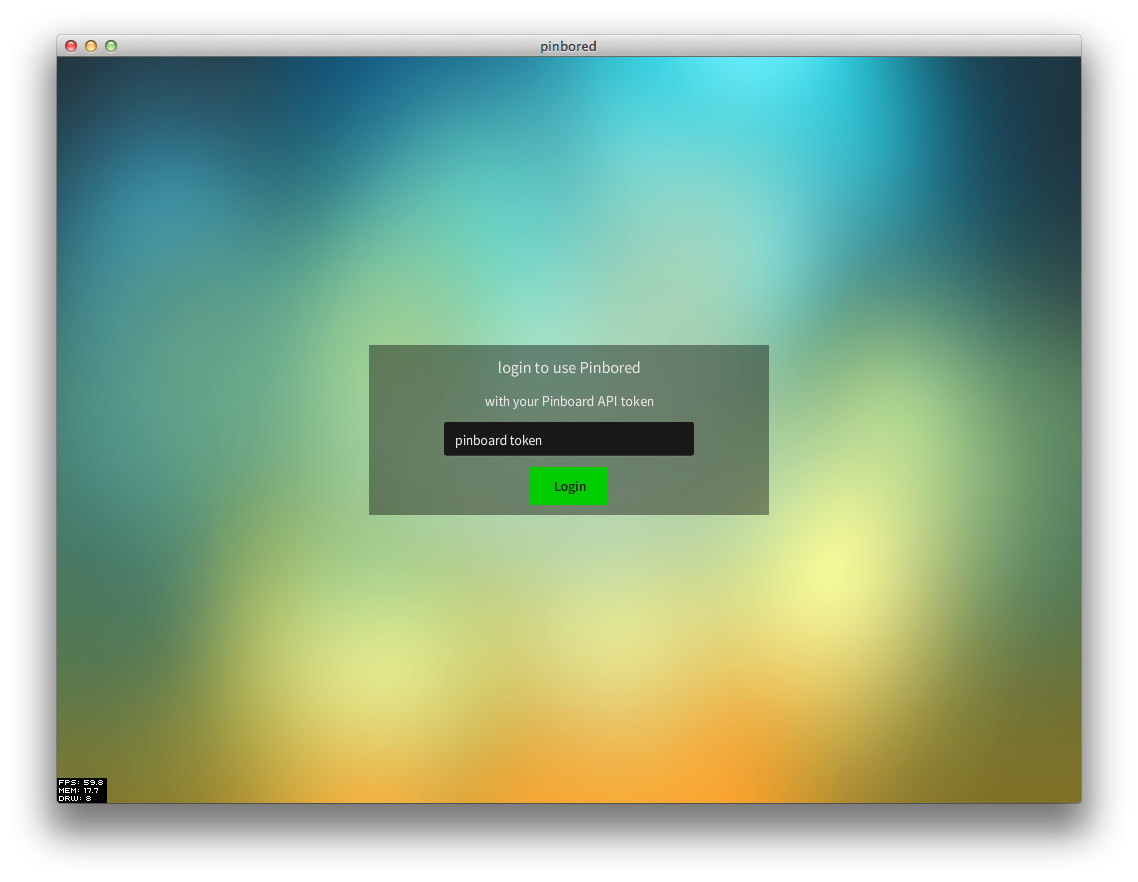 pinbored
login to use Pinbored
with your Pinboard API token
pinboard token
Login
FPS: 59.8
MEM: 17.7
DRW: 8